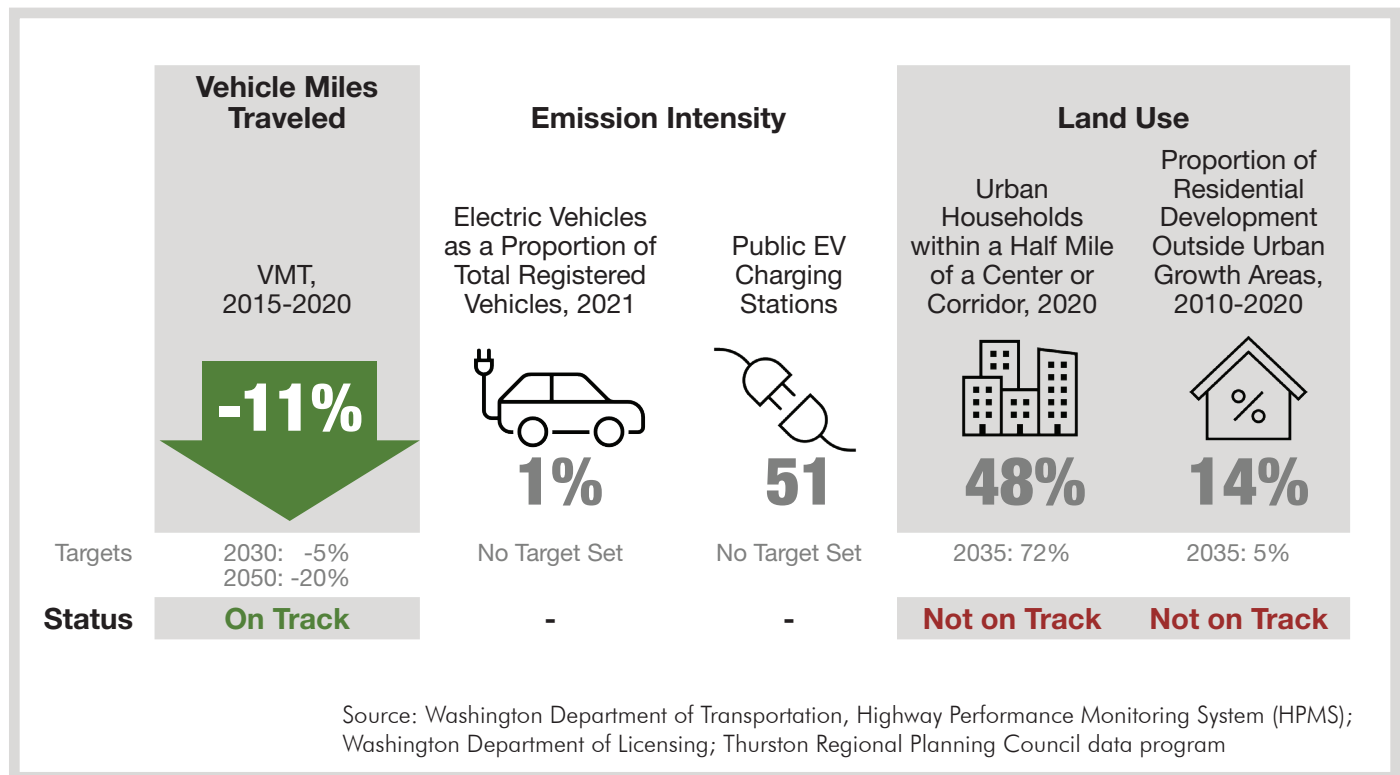 Vehicle Miles
Traveled
VMT,
2015-2020
-11%
Emission Intensity
Electric Vehicles
as a Proportion of
Total Registered
Vehicles, 2021
1%
Public EV
Charging
Stations
51
Land Use
Urban
Households
within a Half Mile
of a Center or
Corridor, 2020
48%
Proportion of
Residential
Development
Outside Urban
Growth Areas,
2010-2020
%
14%
Targets
2030: -5%
2050: -20%
No Target Set
No Target Set
2035: 72%
2035: 5%
Status
On Track
-
-
Not on Track
Not on Track
Source: Washington Department of Transportation, Highway Performance Monitoring System (HPMS);
Washington Department of Licensing; Thurston Regional Planning Council data program